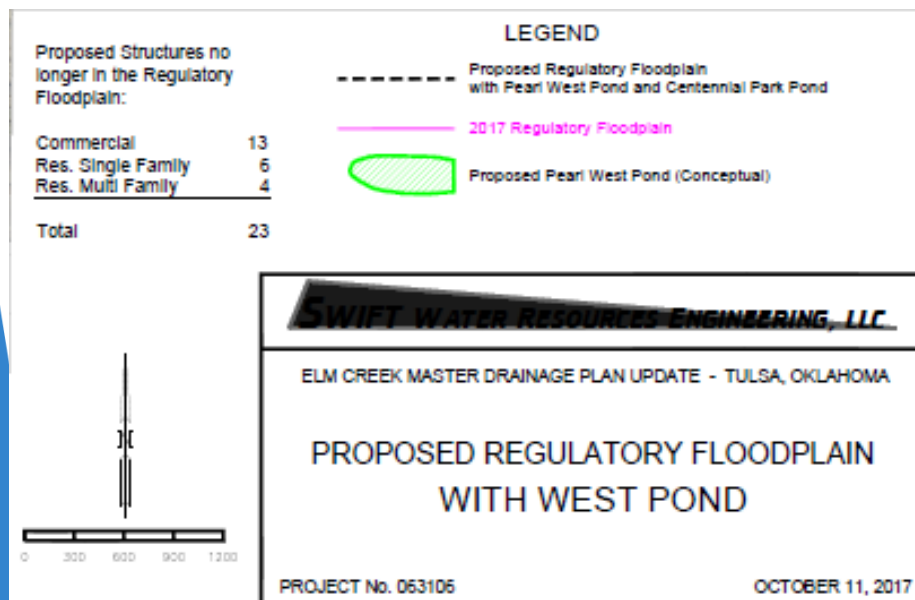 Proposed Structures no
longer in the Regulatory
Floodplain:
Commercial 13
Res. Single Family 6
Res. Multi Family 4
Total 23
LEGEND
Proposed Regulatory Floodplain
with Pearl West Pond and Centennial Park Pond
2017 Regulatory Floodplain
Proposed Pearl West Pond (Conceptual)
0 300 600 900 1200
SWIFT WATER RESOURCES ENGINEERING, LLC
ELM CREEK MASTER DRAINAGE PLAN UPDATE - TULSA, OKLAHOMA
PROPOSED REGULATORY FLOODPLAIN
WITH WEST POND
PROJECT No. 063106 OCTOBER 11, 2017